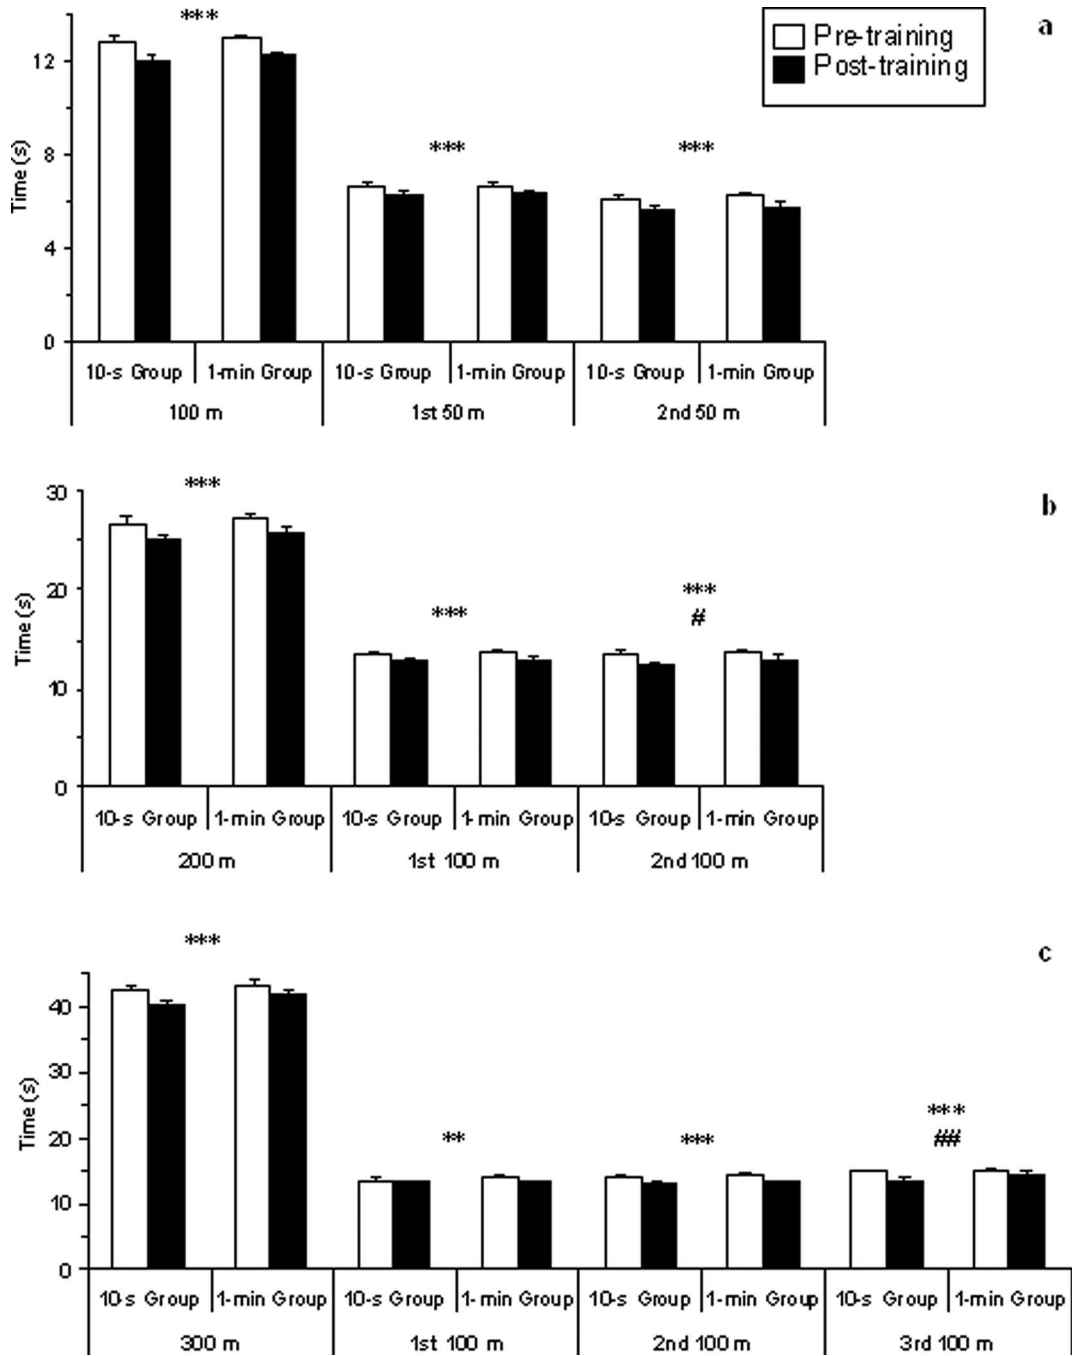 ***
a
Pre-training
Post-training
12
8
4
0
Time (s)
***
***
10-s Group 1-min Group 10-s Group 1-min Group 10-s Group 1-min Group
100 m 1st 50 m 2nd 50 m
***
b
30
20
10
0
Time (s)
***
***
#
10-s Group 1-min Group 10-s Group 1-min Group 10-s Group 1-min Group
200 m 1st 100 m 2nd 100 m
***
c
40
30
20
10
0
Time (s)
**
***
***
##
10-s Group 1-min Group 10-s Group 1-min Group 10-s Group 1-min Group 10-s Group 1-min Group
300 m 1st 100 m 2nd 100 m 3rd 100 m